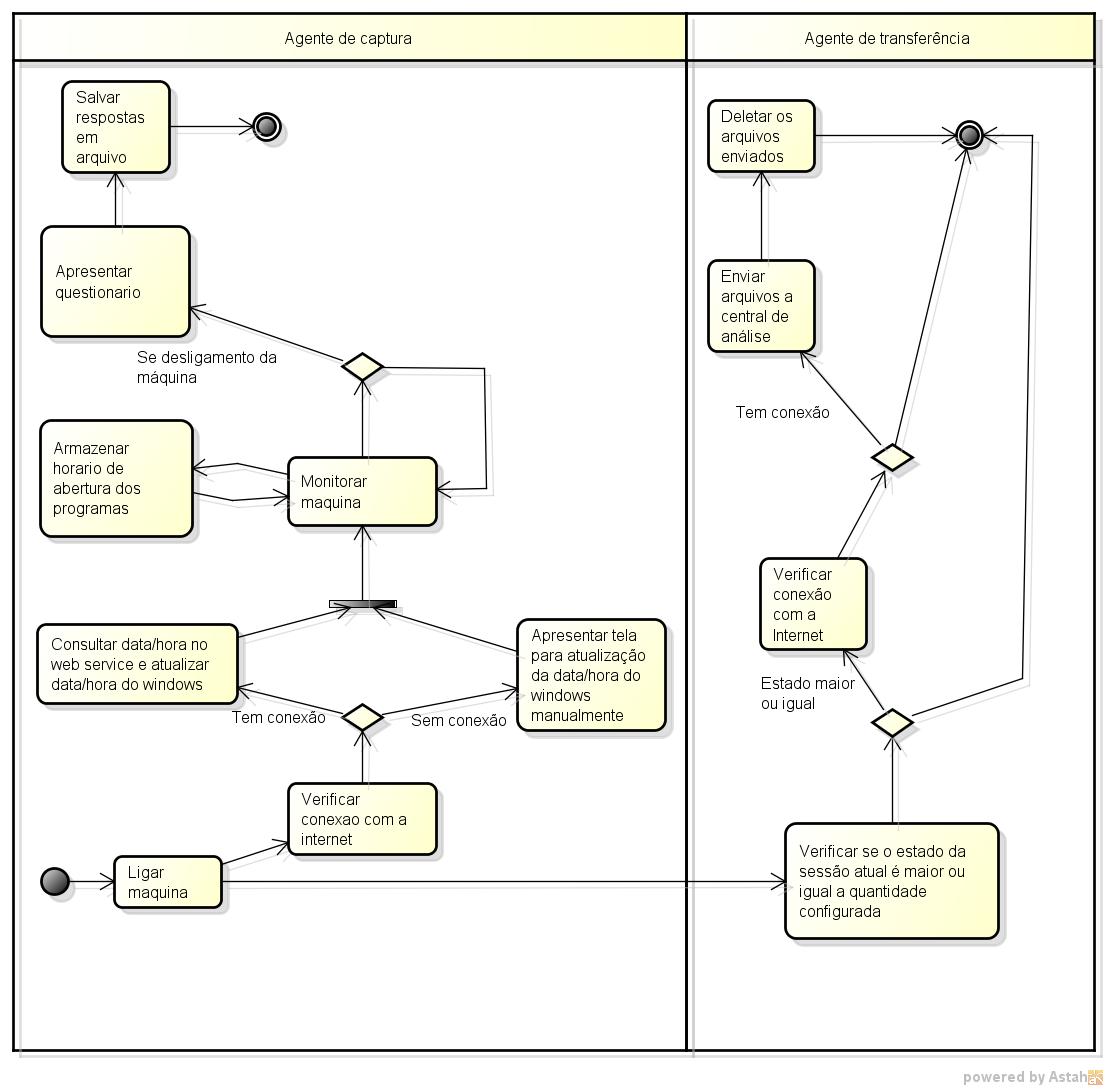 Agente de captura
Agente de transferência
Salvar
respostas
em
arquivo
Apresentar
questionario
Se desligamento da
máquina
Armazenar
horario de
abertura dos
programas
Monitorar
maquina
Consultar data/hora no
web service e atualizar
data/hora do windows
Apresentar tela
para atualização
da data/hora do
windows
manualmente
Tem conexão
Sem conexão
Verificar
conexao com a
internet
Ligar
maquina
Deletar os
arquivos
enviados
Enviar
arquivos a
central de
análise
Tem conexão
Verificar
conexão
com a
Internet
Estado maior
ou igual
Verificar se o estado da
sessão atual é maior ou
igual a quantidade
configurada
powered by Astah